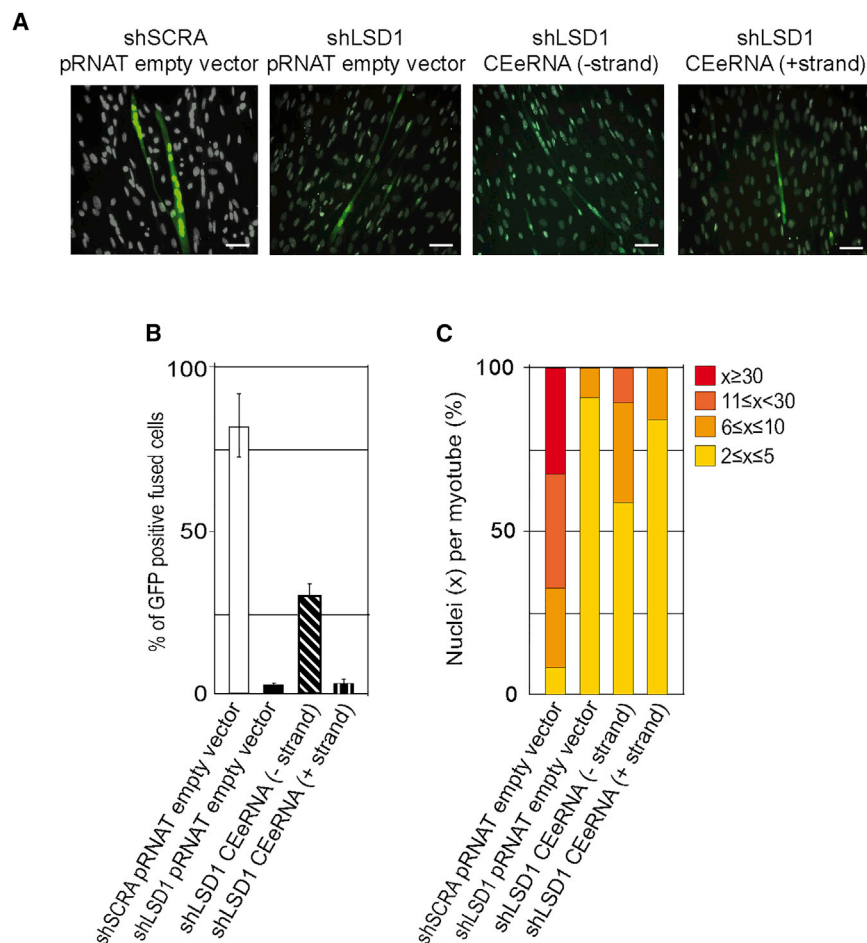 A
shSCRA
pRNAT empty vector
shLSD1
pRNAT empty vector
shLSD1
CEeRNA (-strand)
shLSD1
CEeRNA (+strand)
B
% of GFP positive fused cells
100
50
0
shSCRA pRNAT empty vector
shLSD1 pRNAT empty vector
shLSD1 CEeRNA (- strand)
shLSD1 CEeRNA (+ strand)
C
Nuclei (x) per myotube (%)
100
50
0
shSCRA pRNAT empty vector
shLSD1 pRNAT empty vector
shLSD1 CEeRNA (- strand)
shLSD1 CEeRNA (+ strand)
x≥30
11≤x<30
6≤x≤10
2≤x≤5